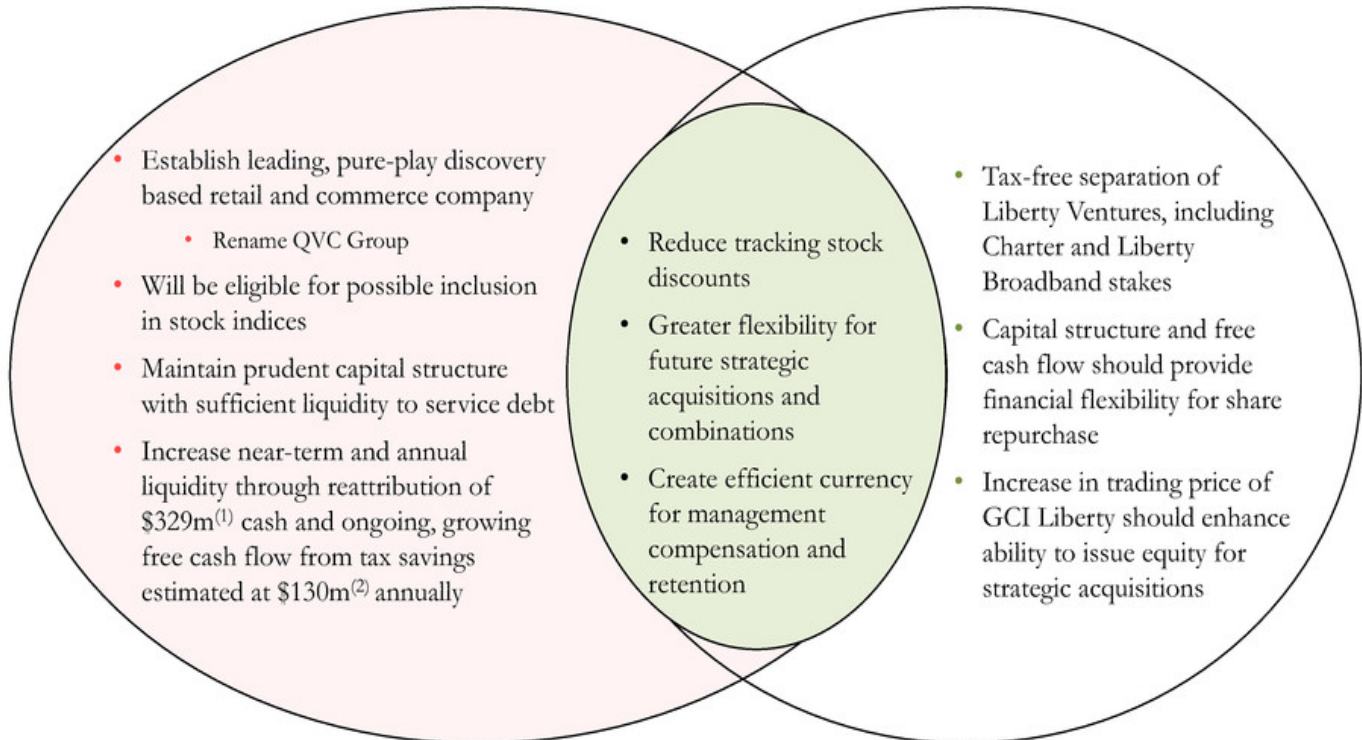 • Establish leading, pure-play discovery
based retail and commerce company
• Rename QVC Group
• Will be eligible for possible inclusion
in stock indices
• Maintain prudent capital structure
with sufficient liquidity to service debt
• Increase near-term and annual
liquidity through reattribution of
$329m(1) cash and ongoing, growing
free cash flow from tax savings
estimated at $130m(2) annually
• Reduce tracking stock
discounts
• Greater flexibility for
future strategic
acquisitions and
combinations
• Create efficient currency
for management
compensation and
retention
• Tax-free separation of
Liberty Ventures, including
Charter and Liberty
Broadband stakes
• Capital structure and free
cash flow should provide
financial flexibility for share
repurchase
• Increase in trading price of
GCI Liberty should enhance
ability to issue equity for
strategic acquisitions